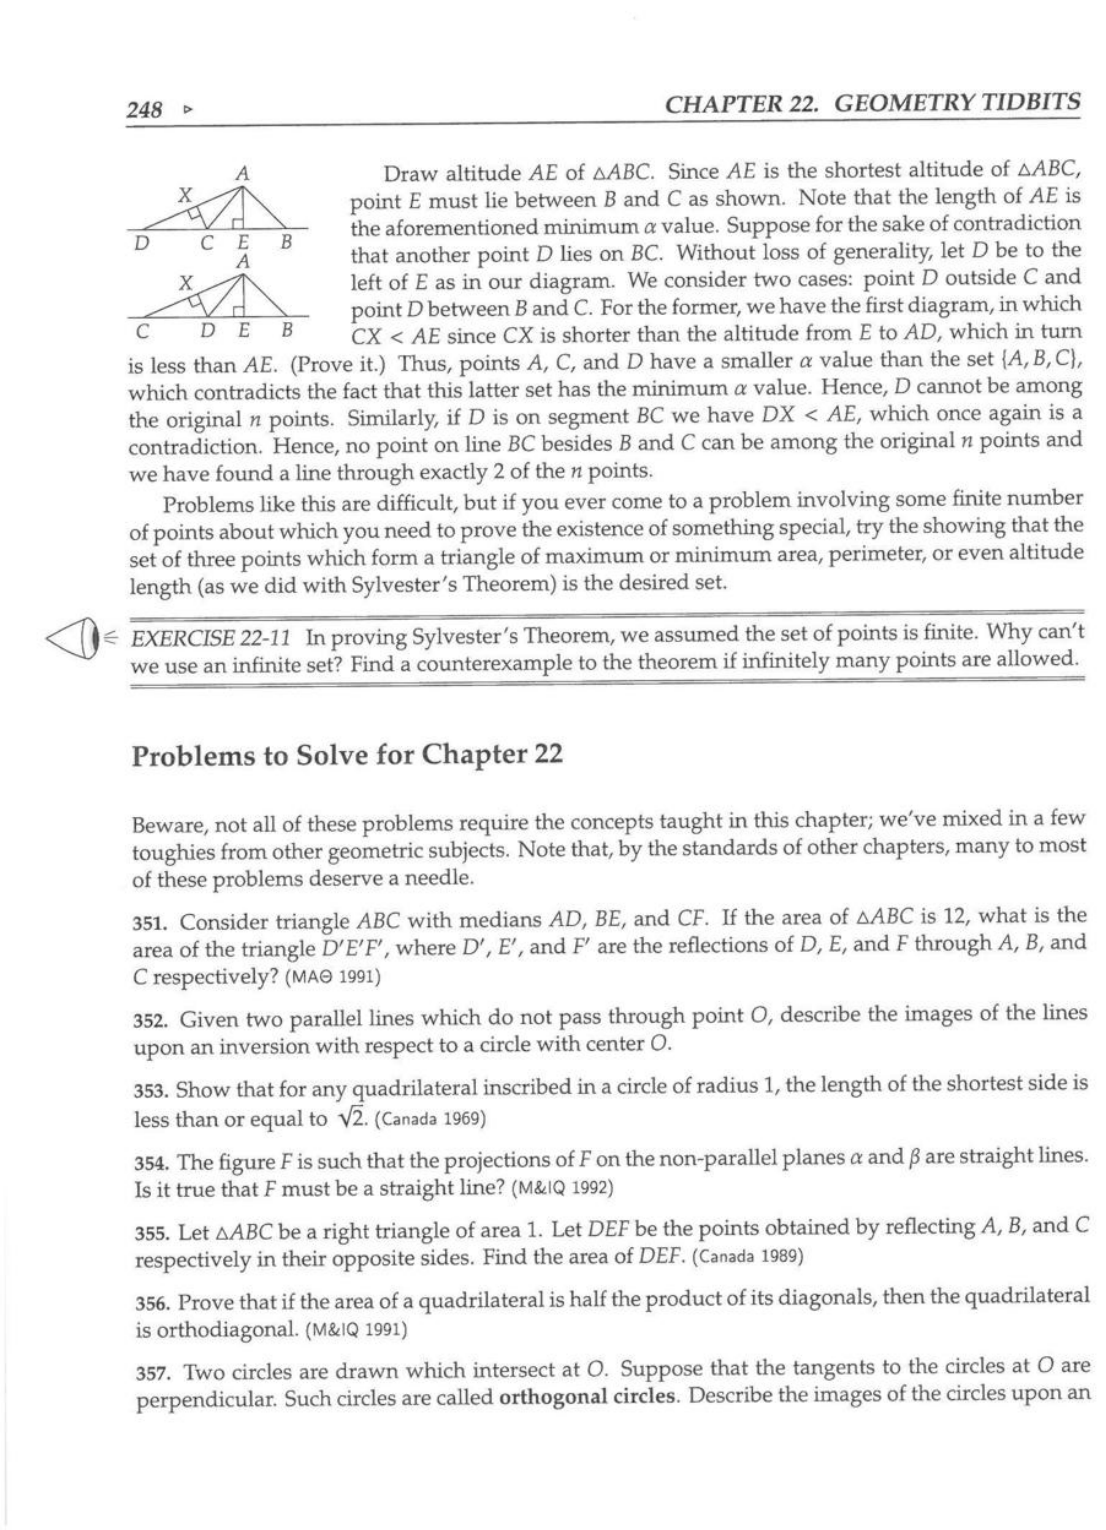 248 ▷
CHAPTER 22. GEOMETRY TIDBITS
A
X
D C E B
A
X
C D E B
Draw altitude AE of △ABC. Since AE is the shortest altitude of △ABC,
point E must lie between B and C as shown. Note that the length of AE is
the aforementioned minimum α value. Suppose for the sake of contradiction
that another point D lies on BC. Without loss of generality, let D be to the
left of E as in our diagram. We consider two cases: point D outside C and
point D between B and C. For the former, we have the first diagram, in which
CX < AE since CX is shorter than the altitude from E to AD, which in turn
is less than AE. (Prove it.) Thus, points A, C, and D have a smaller α value than the set {A, B, C},
which contradicts the fact that this latter set has the minimum α value. Hence, D cannot be among
the original n points. Similarly, if D is on segment BC we have DX < AE, which once again is a
contradiction. Hence, no point on line BC besides B and C can be among the original n points and
we have found a line through exactly 2 of the n points.
Problems like this are difficult, but if you ever come to a problem involving some finite number
of points about which you need to prove the existence of something special, try the showing that the
set of three points which form a triangle of maximum or minimum area, perimeter, or even altitude
length (as we did with Sylvester's Theorem) is the desired set.
EXERCISE 22-11 In proving Sylvester's Theorem, we assumed the set of points is finite. Why can't
we use an infinite set? Find a counterexample to the theorem if infinitely many points are allowed.
Problems to Solve for Chapter 22
Beware, not all of these problems require the concepts taught in this chapter; we've mixed in a few
toughies from other geometric subjects. Note that, by the standards of other chapters, many to most
of these problems deserve a needle.
351. Consider triangle ABC with medians AD, BE, and CF. If the area of △ABC is 12, what is the
area of the triangle D′E′F′, where D′, E′, and F′ are the reflections of D, E, and F through A, B, and
C respectively? (MAΘ 1991)
352. Given two parallel lines which do not pass through point O, describe the images of the lines
upon an inversion with respect to a circle with center O.
353. Show that for any quadrilateral inscribed in a circle of radius 1, the length of the shortest side is
less than or equal to √2. (Canada 1969)
354. The figure F is such that the projections of F on the non-parallel planes α and β are straight lines.
Is it true that F must be a straight line? (M&IQ 1992)
355. Let △ABC be a right triangle of area 1. Let DEF be the points obtained by reflecting A, B, and C
respectively in their opposite sides. Find the area of DEF. (Canada 1989)
356. Prove that if the area of a quadrilateral is half the product of its diagonals, then the quadrilateral
is orthodiagonal. (M&IQ 1991)
357. Two circles are drawn which intersect at O. Suppose that the tangents to the circles at O are
perpendicular. Such circles are called orthogonal circles. Describe the images of the circles upon an